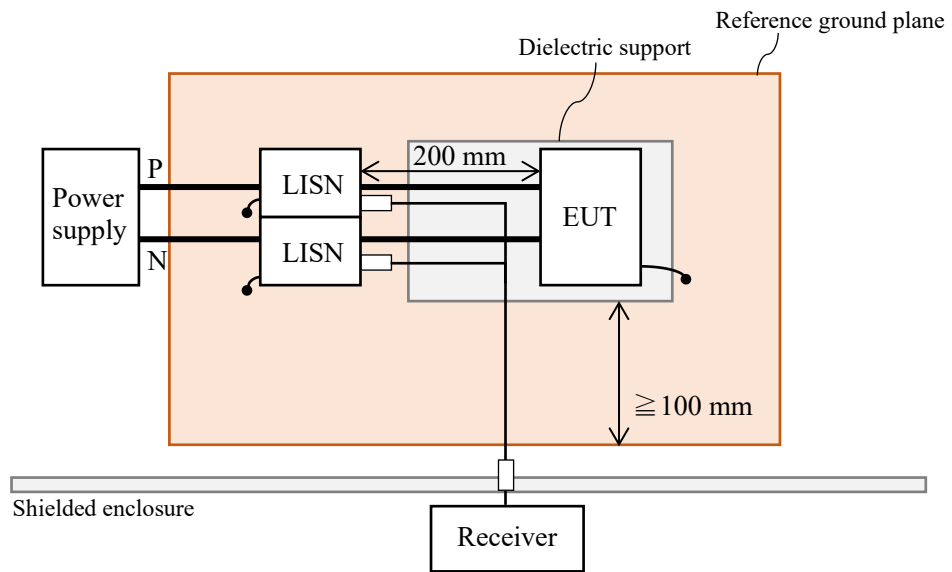 Reference ground plane
Dielectric support
200 mm
P
LISN
Power
supply
EUT
N
LISN
≧100 mm
Shielded enclosure
Receiver